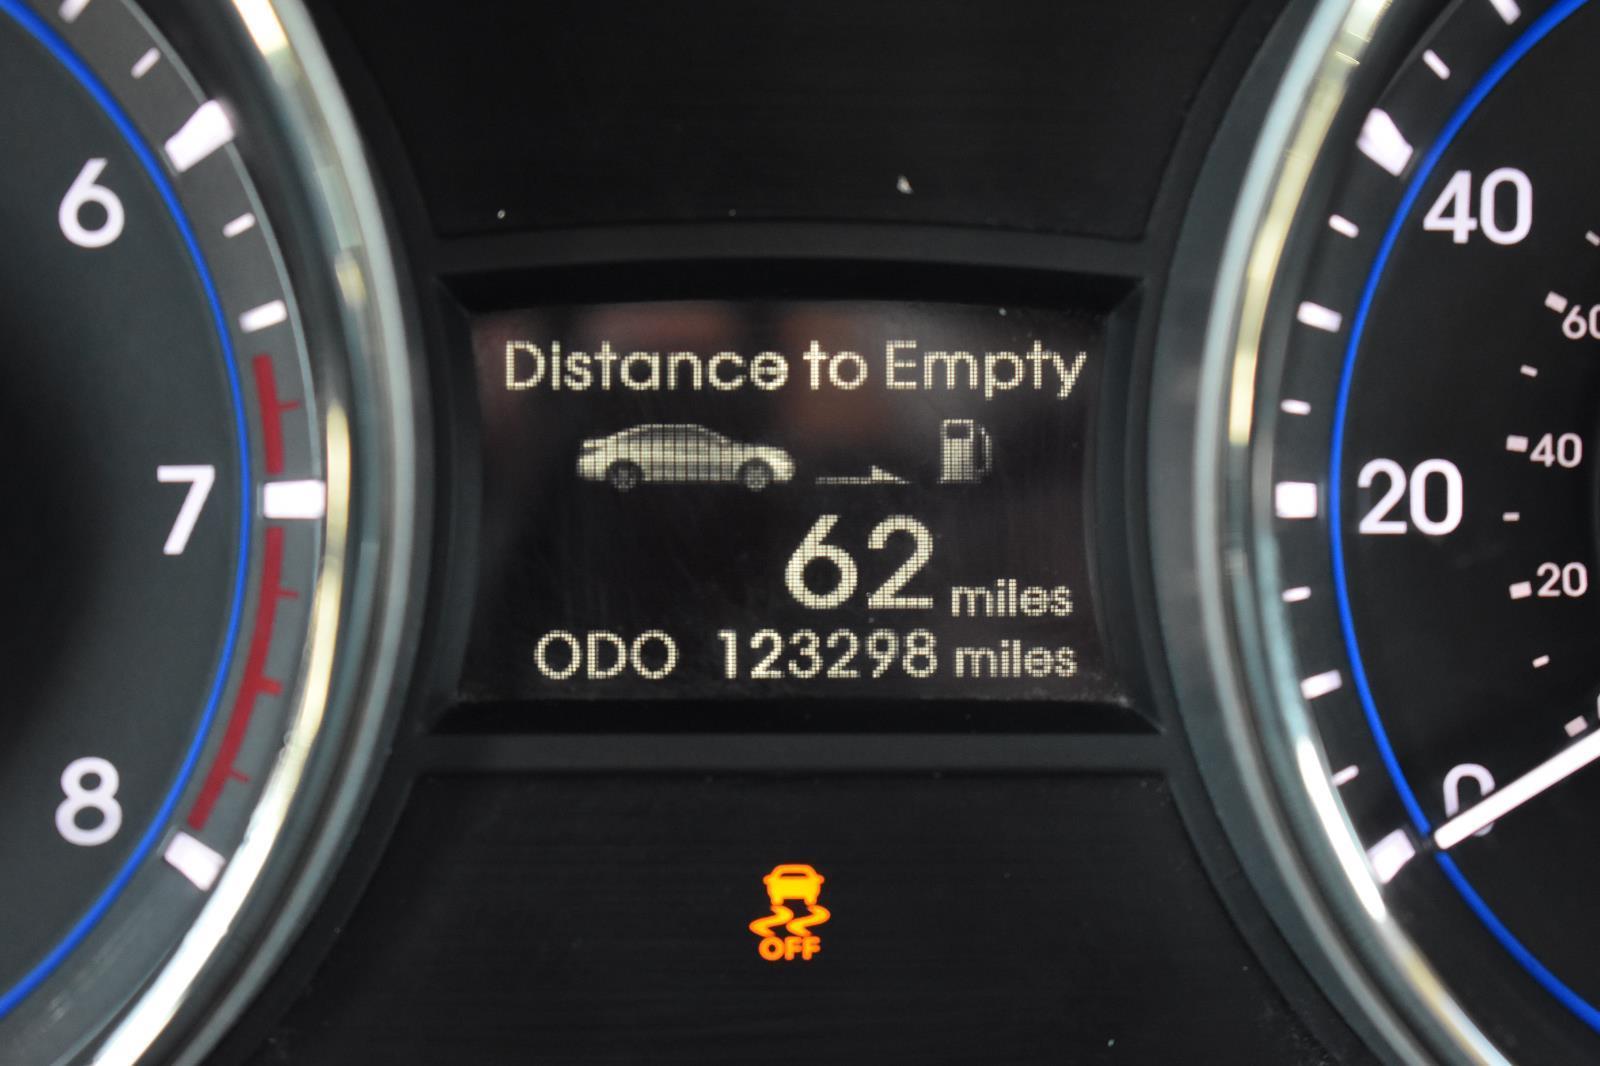 6
7
8
Distance to Empty
62 miles
ODO 123298 miles
OFF
40
20
0
60
40
20